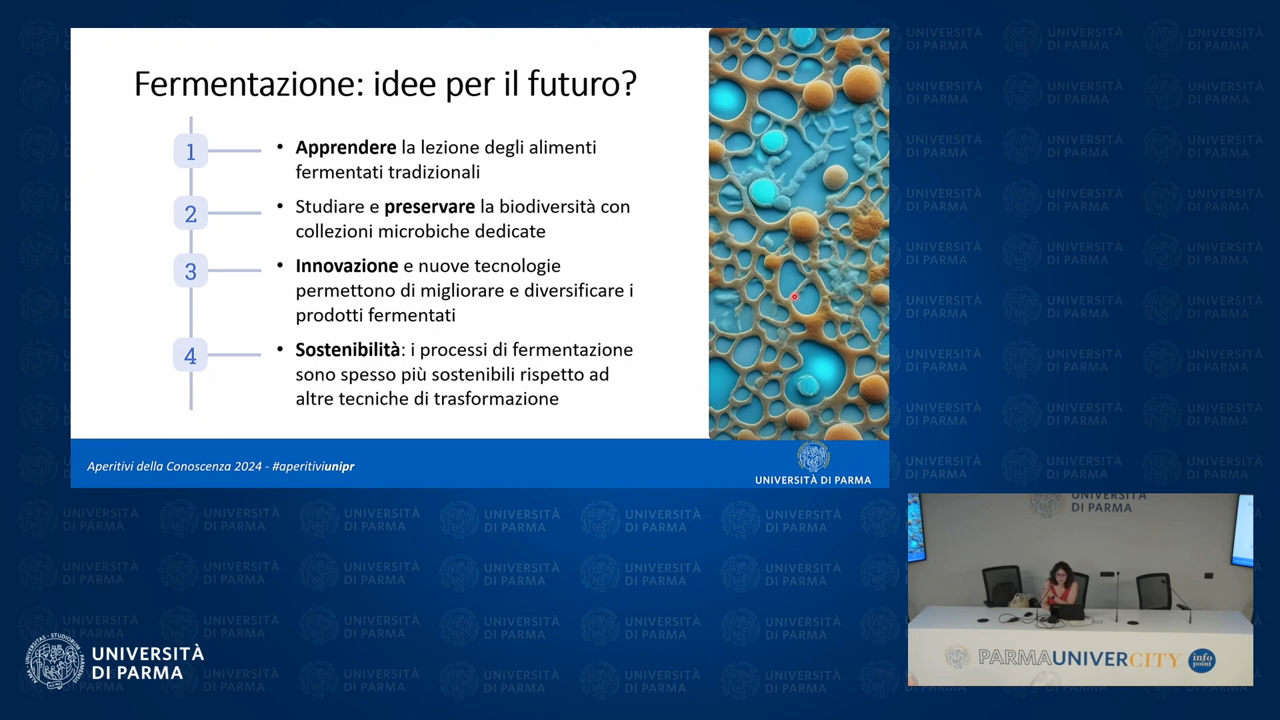 Fermentazione: idee per il futuro?
1
• Apprendere la lezione degli alimenti
fermentati tradizionali
2
• Studiare e preservare la biodiversità con
collezioni microbiche dedicate
3
• Innovazione e nuove tecnologie
permettono di migliorare e diversificare i
prodotti fermentati
4
• Sostenibilità: i processi di fermentazione
sono spesso più sostenibili rispetto ad
altre tecniche di trasformazione
Aperitivi della Conoscenza 2024 - #aperitiviunipr
UNIVERSITÀ DI PARMA
UNIVERSITÀ
DI PARMA
UNIVERSITÀ
DI PARMA
PARMAUNIVERCITY info
point